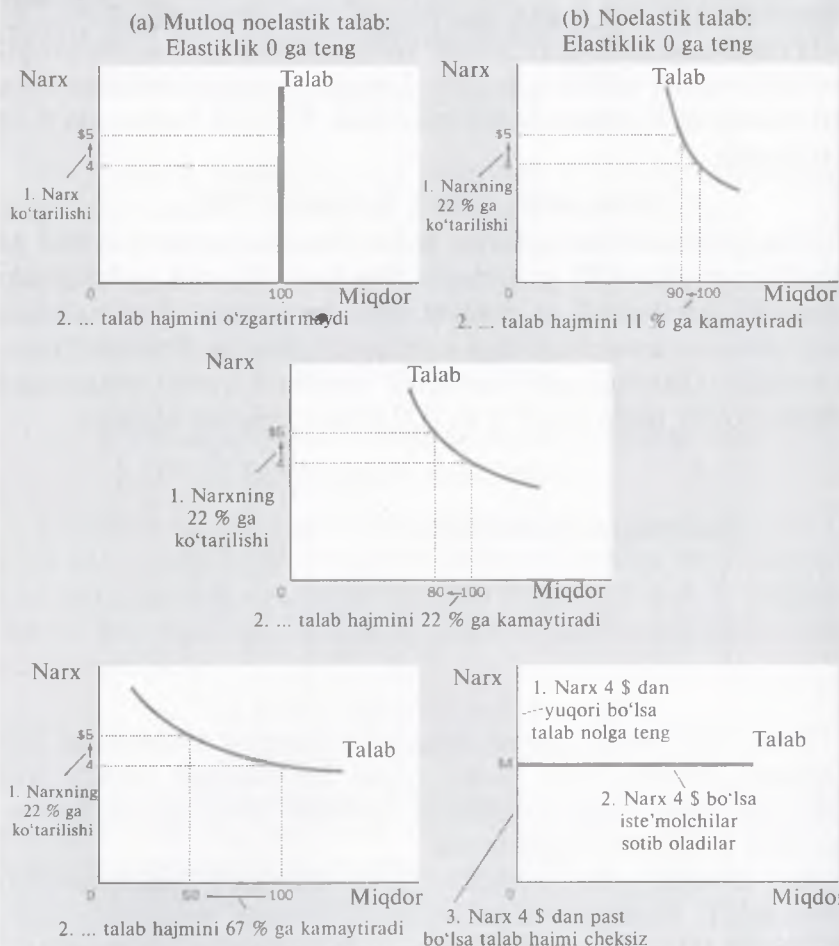 (a) Mutloq noelastik talab:
Elastiklik 0 ga teng
Narx
Talab
$5
4
1. Narx
ko‘tarilishi
0
100
Miqdor
2. ... talab hajmini o‘zgartirmaydi
(b) Noelastik talab:
Elastiklik 0 ga teng
Narx
Talab
$5
4
1. Narxning
22 % ga
ko‘tarilishi
0
90 100
Miqdor
2. ... talab hajmini 11 % ga kamaytiradi
Narx
Talab
$5
4
1. Narxning
22 % ga
ko‘tarilishi
0
80 100
Miqdor
2. ... talab hajmini 22 % ga kamaytiradi
Narx
$5
4
Talab
1. Narxning
22 % ga
ko‘tarilishi
0
50
100
Miqdor
2. ... talab hajmini 67 % ga kamaytiradi
Narx
1. Narx 4 $ dan
yuqori bo‘lsa
talab nolga teng
Talab
2. Narx 4 $ bo‘lsa
iste’molchilar
sotib oladilar
0
Miqdo
3. Narx 4 $ dan past
bo‘lsa talab hajmi cheksiz